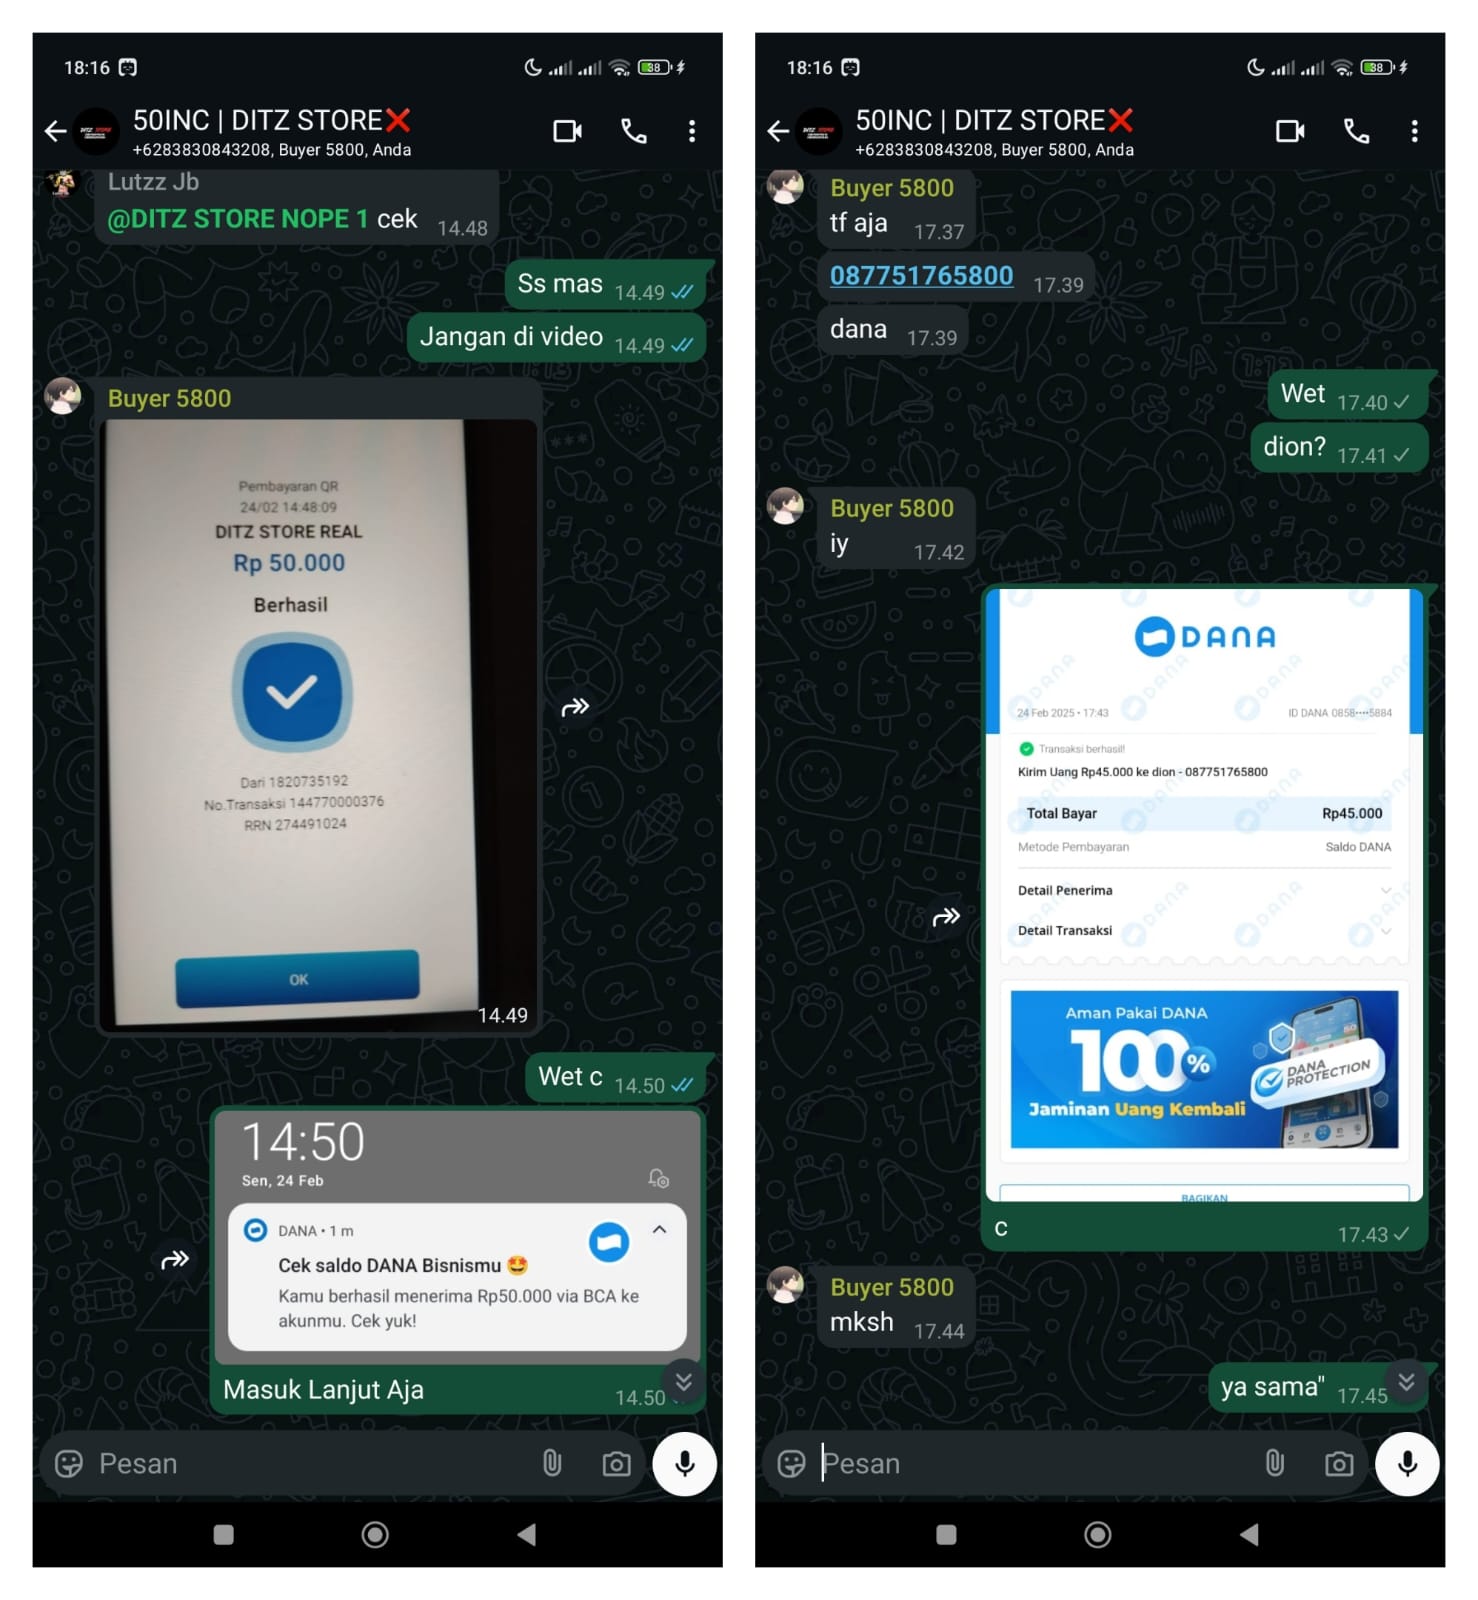 18:16
38
50INC | DITZ STORE❌
+6283830843208, Buyer 5800, Anda
Lutzz Jb
@DITZ STORE NOPE 1 cek 14.48
Ss mas 14.49
Jangan di video 14.49
Buyer 5800
Pembayaran QR
24/02 14:48:09
DITZ STORE REAL
Rp 50.000
Berhasil
Dari 1820735192
No.Transaksi 144770000376
RRN 274491024
OK
14.49
Wet c 14.50
14:50
Sen, 24 Feb
DANA • 1 m
Cek saldo DANA Bisnismu 🤩
Kamu berhasil menerima Rp50.000 via BCA ke
akunmu. Cek yuk!
Masuk Lanjut Aja 14.50
Pesan
18:16
38
50INC | DITZ STORE❌
+6283830843208, Buyer 5800, Anda
Buyer 5800
tf aja 17.37
087751765800 17.39
dana 17.39
Wet 17.40
dion? 17.41
Buyer 5800
iy 17.42
DANA
24 Feb 2025 • 17:43 ID DANA 0858····5884
Transaksi berhasil!
Kirim Uang Rp45.000 ke dion - 087751765800
Total Bayar Rp45.000
Metode Pembayaran Saldo DANA
Detail Penerima
Detail Transaksi
Aman Pakai DANA
100%
Jaminan Uang Kembali
DANA
PROTECTION
BAGIKAN
c 17.43
Buyer 5800
mksh 17.44
ya sama" 17.45
Pesan